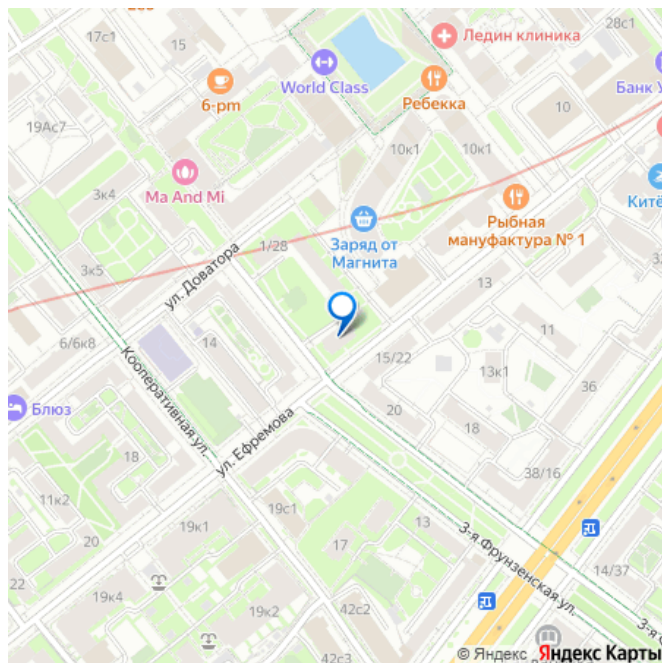 17с1
15
Ледин клиника
28с1
World Class
6-pm
Ребекка
Банк У
10
19Ас7
10к1
10к1
3к4
Ma And Mi
Китё
Рыбная
мануфактура № 1
Заряд от
Магнита
1/28
3к5
ул. Доватора
13
11
6/6к8
14
15/22
13к1
36
Кооперативная ул.
Блюз
20
18
18
ул. Ефремова
38/16
11к2
19с1
19к1
13
3-я Фрунзенская ул.
20
17
14/37
22
19к4
19к2
42с2
42с3
3-я Ф
© Яндекс Яндекс Карты